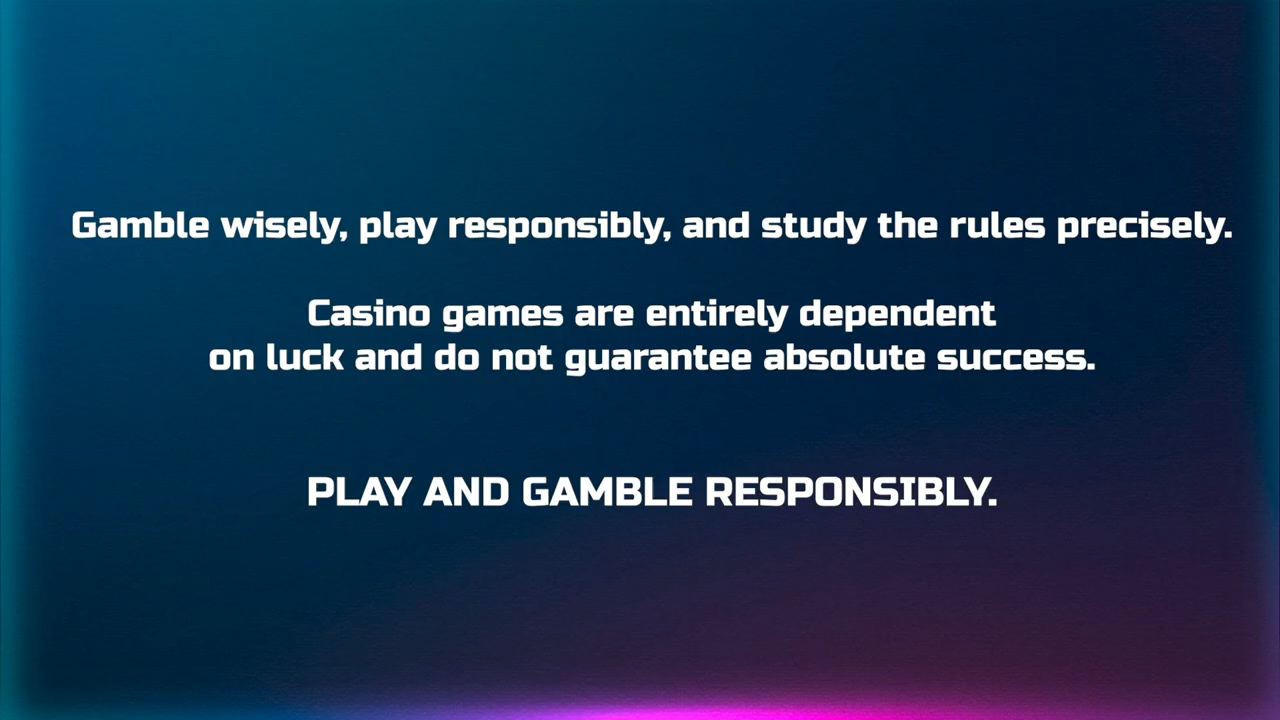 Gamble wisely, play responsibly, and study the rules precisely.
Casino games are entirely dependent
on luck and do not guarantee absolute success.
PLAY AND GAMBLE RESPONSIBLY.